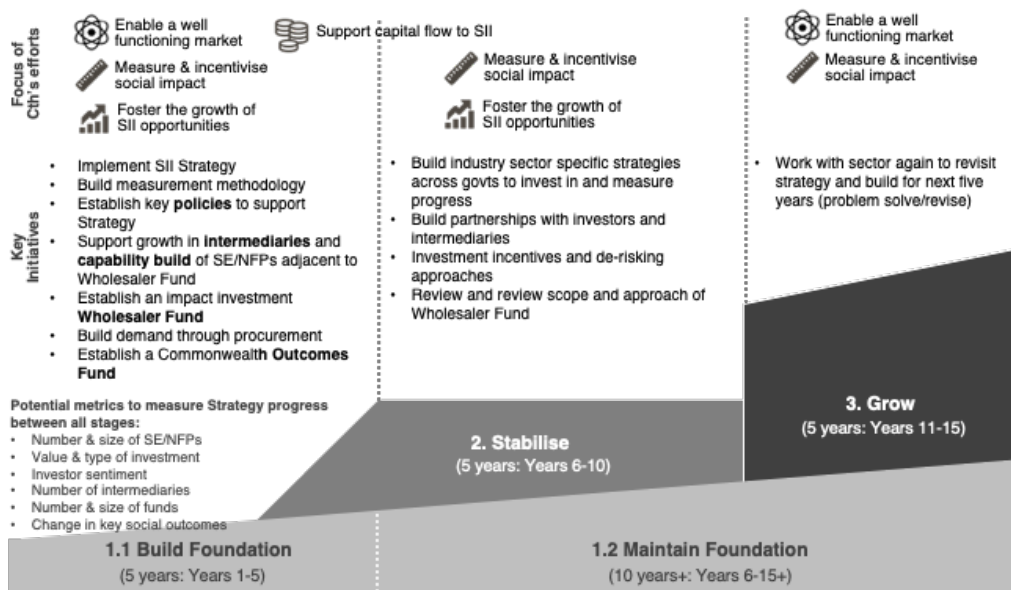 Focus of
Cth's efforts
Enable a well
functioning market
Measure & incentivise
social impact
Foster the growth of
SII opportunities
Support capital flow to SII
Measure & incentivise
social impact
Foster the growth of
SII opportunities
Enable a well
functioning market
Measure & incentivise
social impact
Key
Initiatives
• Implement SII Strategy
• Build measurement methodology
• Establish key policies to support
Strategy
• Support growth in intermediaries and
capability build of SE/NFPs adjacent to
Wholesaler Fund
• Establish an impact investment
Wholesaler Fund
• Build demand through procurement
• Establish a Commonwealth Outcomes
Fund
• Build industry sector specific strategies
across govts to invest in and measure
progress
• Build partnerships with investors and
intermediaries
• Investment incentives and de-risking
approaches
• Review and review scope and approach of
Wholesaler Fund
• Work with sector again to revisit
strategy and build for next five
years (problem solve/revise)
Potential metrics to measure Strategy progress
between all stages:
• Number & size of SE/NFPs
• Value & type of investment
• Investor sentiment
• Number of intermediaries
• Number & size of funds
• Change in key social outcomes
2. Stabilise
(5 years: Years 6-10)
3. Grow
(5 years: Years 11-15)
1.1 Build Foundation
(5 years: Years 1-5)
1.2 Maintain Foundation
(10 years+: Years 6-15+)